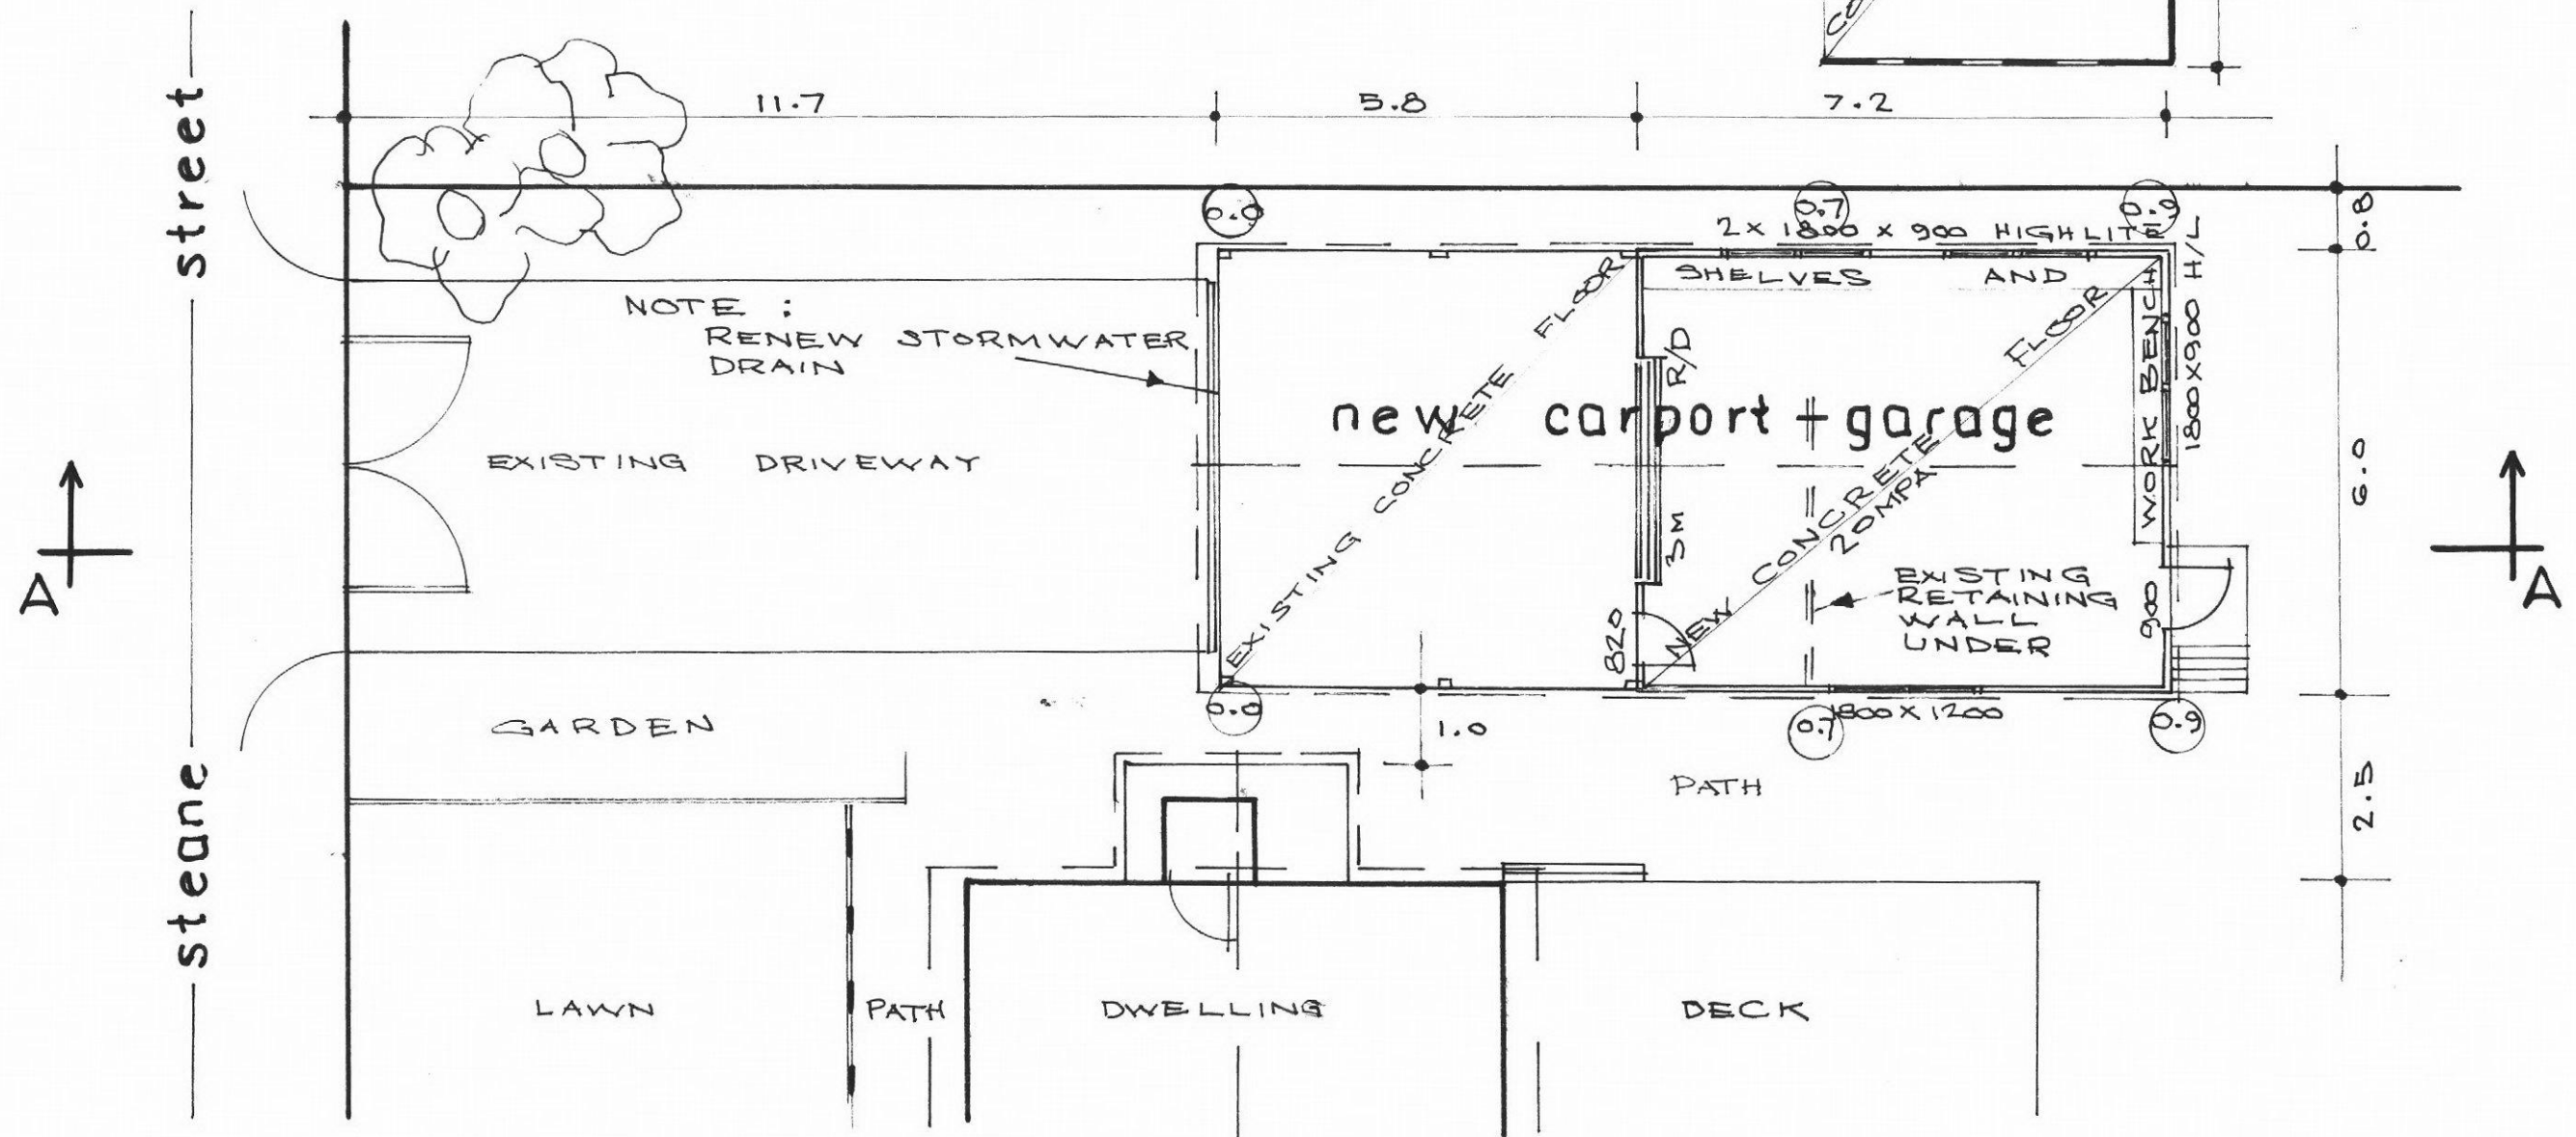 CO
11.7
5.8
7.2
steane street
0.0
0.7
0.9
0.8
2 X 1800 X 900 HIGHLITE
1800X900 H/L
SHELVES AND
WORK BENCH
NOTE :
RENEW STORMWATER
DRAIN
EXISTING CONCRETE FLOOR
R/D
3M
new carport + garage
NEW CONCRETE FLOOR
20MPA
EXISTING DRIVEWAY
6.0
A
A
EXISTING
RETAINING
WALL
UNDER
820
900
0.0
0.7
0.9
1800X1200
GARDEN
1.0
PATH
2.5
LAWN
PATH
DWELLING
DECK